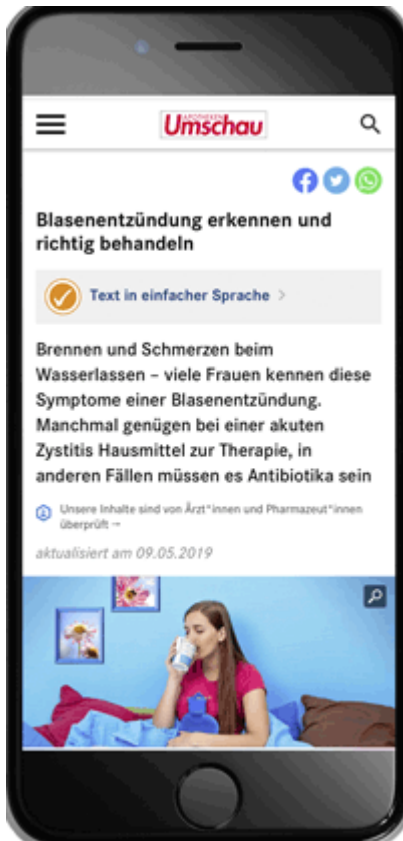 APOTHEKEN
Umschau
Blasenentzündung erkennen und
richtig behandeln
Text in einfacher Sprache >
Brennen und Schmerzen beim
Wasserlassen – viele Frauen kennen diese
Symptome einer Blasenentzündung.
Manchmal genügen bei einer akuten
Zystitis Hausmittel zur Therapie, in
anderen Fällen müssen es Antibiotika sein
Unsere Inhalte sind von Ärzt*innen und Pharmazeut*innen
überprüft →
aktualisiert am 09.05.2019